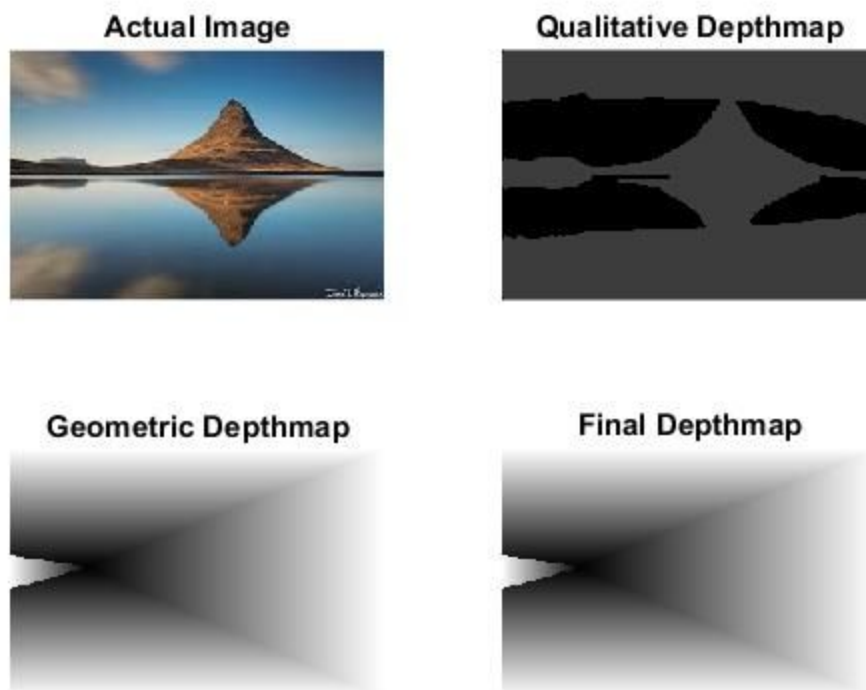 Actual Image
Qualitative Depthmap
Geometric Depthmap
Final Depthmap